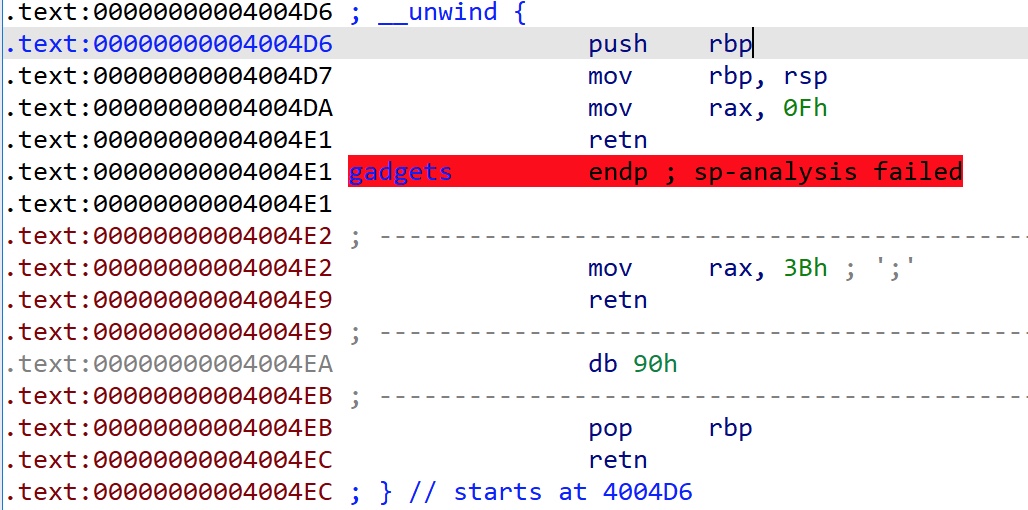 .text:00000000004004D6 ; __unwind {
.text:00000000004004D6 push rbp
.text:00000000004004D7 mov rbp, rsp
.text:00000000004004DA mov rax, 0Fh
.text:00000000004004E1 retn
.text:00000000004004E1 gadgets endp ; sp-analysis failed
.text:00000000004004E1
.text:00000000004004E2 ; ---------------------------------------------
.text:00000000004004E2 mov rax, 3Bh ; ';'
.text:00000000004004E9 retn
.text:00000000004004E9 ; ---------------------------------------------
.text:00000000004004EA db 90h
.text:00000000004004EB ; ---------------------------------------------
.text:00000000004004EB pop rbp
.text:00000000004004EC retn
.text:00000000004004EC ; } // starts at 4004D6